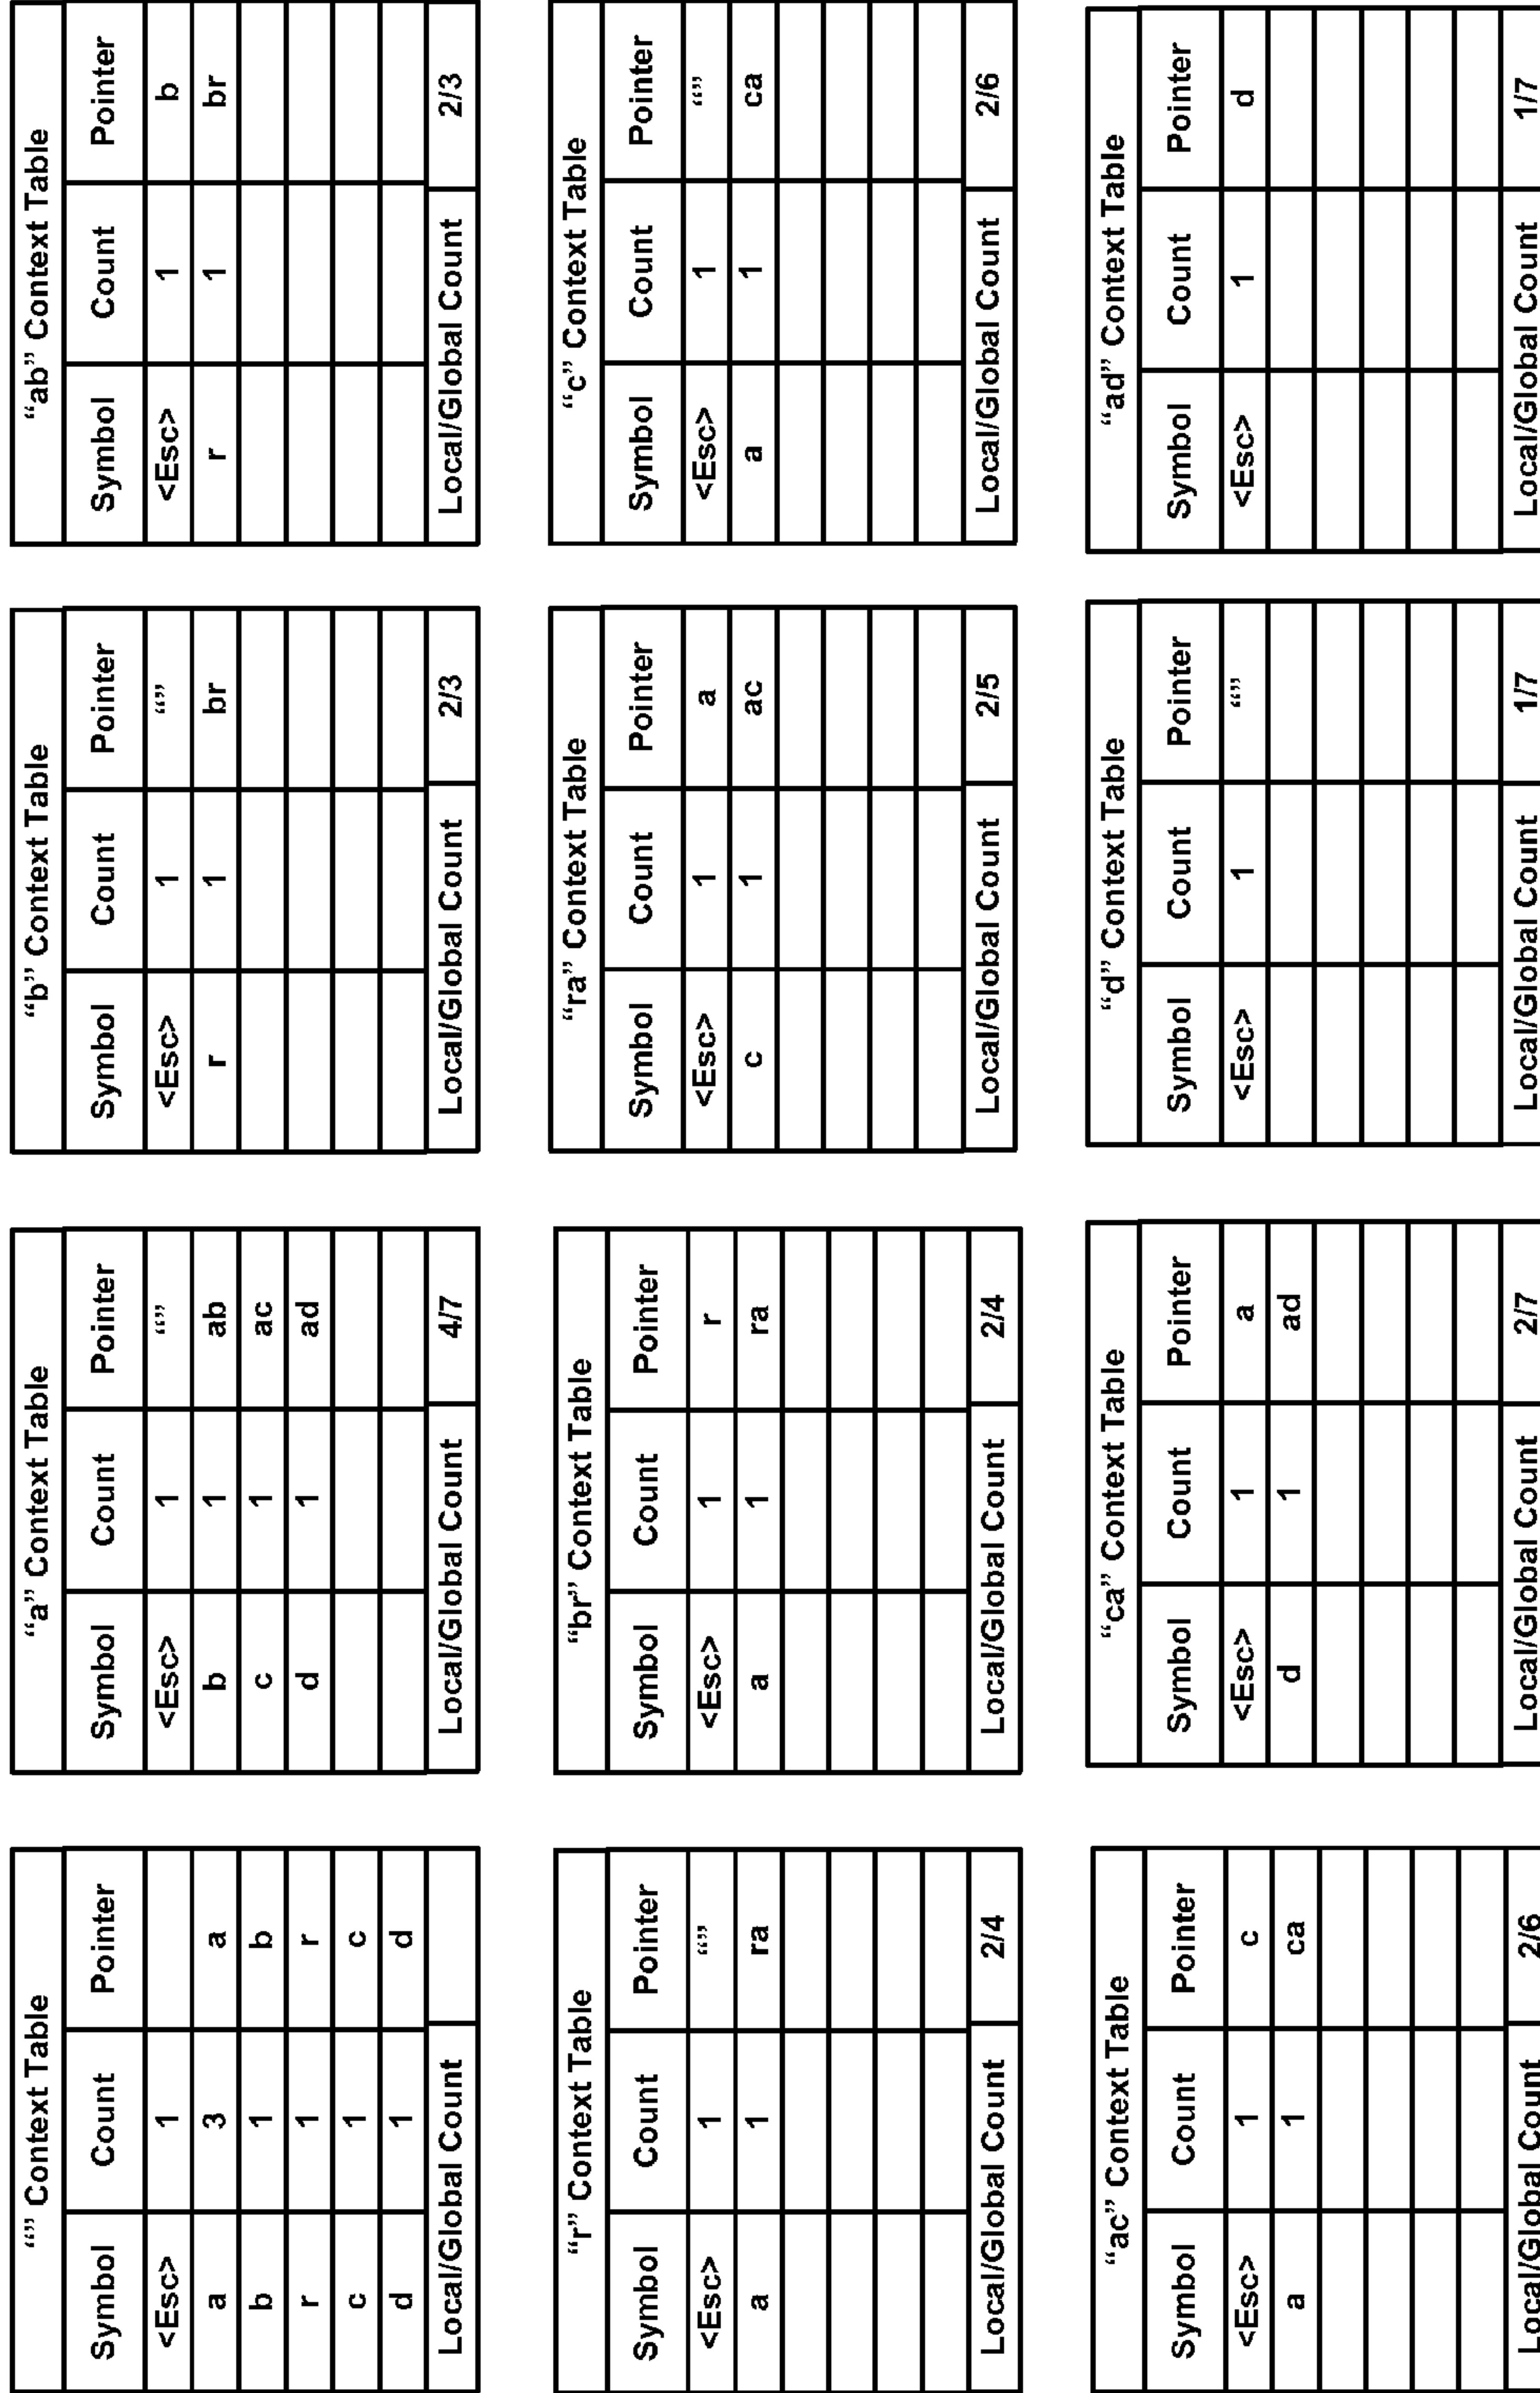 “” Context Table
Symbol Count Pointer
<Esc> 1
a 3 a
b 1 b
r 1 r
c 1 c
d 1 d
Local/Global Count
“a” Context Table
Symbol Count Pointer
<Esc> 1 “”
b 1 ab
c 1 ac
d 1 ad
Local/Global Count 4/7
“b” Context Table
Symbol Count Pointer
<Esc> 1 “”
r 1 br
Local/Global Count 2/3
“ab” Context Table
Symbol Count Pointer
<Esc> 1 b
r 1 br
Local/Global Count 2/3
“r” Context Table
Symbol Count Pointer
<Esc> 1 “”
a 1 ra
Local/Global Count 2/4
“br” Context Table
Symbol Count Pointer
<Esc> 1 r
a 1 ra
Local/Global Count 2/4
“ra” Context Table
Symbol Count Pointer
<Esc> 1 a
c 1 ac
Local/Global Count 2/5
“c” Context Table
Symbol Count Pointer
<Esc> 1 “”
a 1 ca
Local/Global Count 2/6
“ac” Context Table
Symbol Count Pointer
<Esc> 1 c
a 1 ca
Local/Global Count 2/6
“ca” Context Table
Symbol Count Pointer
<Esc> 1 a
d 1 ad
Local/Global Count 2/7
“d” Context Table
Symbol Count Pointer
<Esc> 1 “”
Local/Global Count 1/7
“ad” Context Table
Symbol Count Pointer
<Esc> 1 d
Local/Global Count 1/7